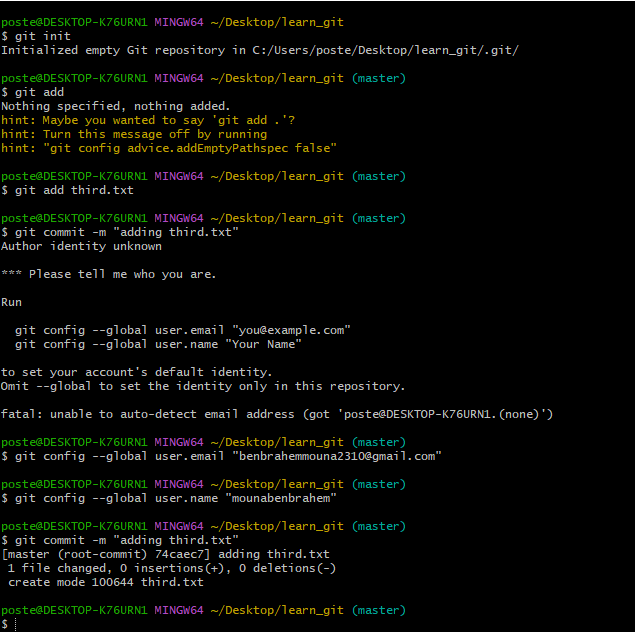 poste@DESKTOP-K76URN1 MINGW64 ~/Desktop/learn_git
$ git init
Initialized empty Git repository in C:/Users/poste/Desktop/learn_git/.git/
poste@DESKTOP-K76URN1 MINGW64 ~/Desktop/learn_git (master)
$ git add
Nothing specified, nothing added.
hint: Maybe you wanted to say 'git add .'?
hint: Turn this message off by running
hint: "git config advice.addEmptyPathspec false"
poste@DESKTOP-K76URN1 MINGW64 ~/Desktop/learn_git (master)
$ git add third.txt
poste@DESKTOP-K76URN1 MINGW64 ~/Desktop/learn_git (master)
$ git commit -m "adding third.txt"
Author identity unknown
*** Please tell me who you are.
Run
  git config --global user.email "you@example.com"
  git config --global user.name "Your Name"
to set your account's default identity.
Omit --global to set the identity only in this repository.
fatal: unable to auto-detect email address (got 'poste@DESKTOP-K76URN1.(none)')
poste@DESKTOP-K76URN1 MINGW64 ~/Desktop/learn_git (master)
$ git config --global user.email "benbrahemmouna2310@gmail.com"
poste@DESKTOP-K76URN1 MINGW64 ~/Desktop/learn_git (master)
$ git config --global user.name "mounabenbrahem"
poste@DESKTOP-K76URN1 MINGW64 ~/Desktop/learn_git (master)
$ git commit -m "adding third.txt"
[master (root-commit) 74caec7] adding third.txt
 1 file changed, 0 insertions(+), 0 deletions(-)
 create mode 100644 third.txt
poste@DESKTOP-K76URN1 MINGW64 ~/Desktop/learn_git (master)
$